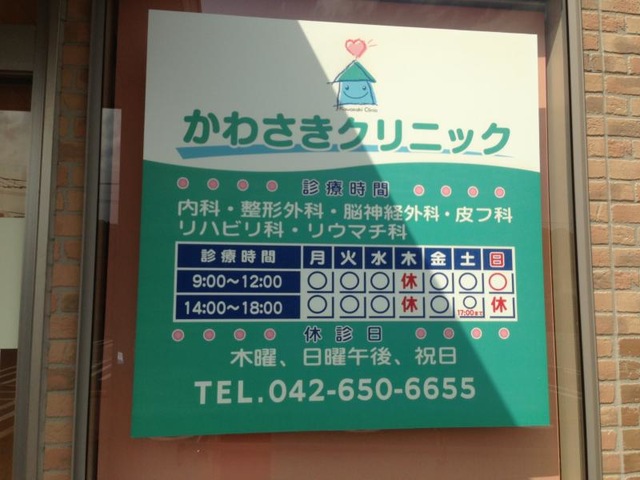 Kawasaki Clinic
かわさきクリニック
診療時間
内科・整形外科・脳神経外科・皮フ科
リハビリ科・リウマチ科
診療時間 月 火 水 木 金 土 日
9:00〜12:00 ○ ○ ○ 休 ○ ○ ○
14:00〜18:00 ○ ○ ○ 休 ○ ○ 休
17:00まで
休診日
木曜、日曜午後、祝日
TEL.042-650-6655